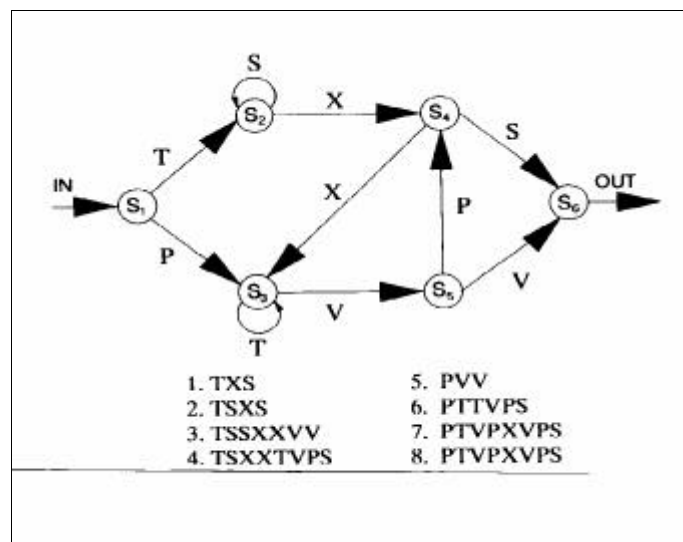 S
X
S₂
S₄
S
T
X
IN
OUT
S₁
S₆
P
P
V
S₃
S₅
V
T
1. TXS
2. TSXS
3. TSSXXVV
4. TSXXTVPS
5. PVV
6. PTTVPS
7. PTVPXVPS
8. PTVPXVPS